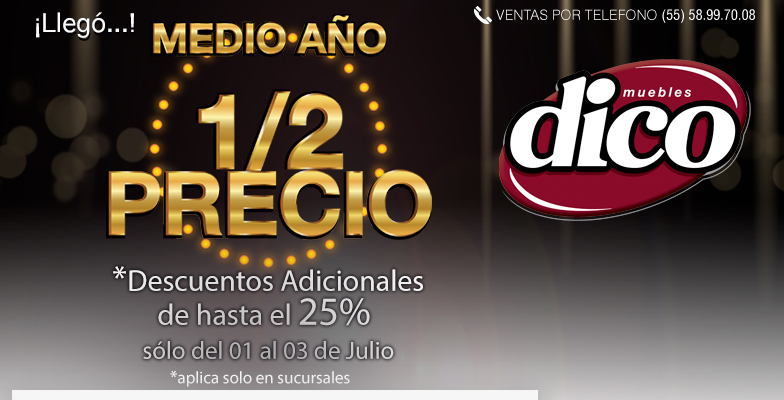 ¡Llegó...!
VENTAS POR TELEFONO (55) 58.99.70.08
MEDIO AÑO
1/2
PRECIO
muebles
dico
*Descuentos Adicionales
de hasta el 25%
sólo del 01 al 03 de Julio
*aplica solo en sucursales